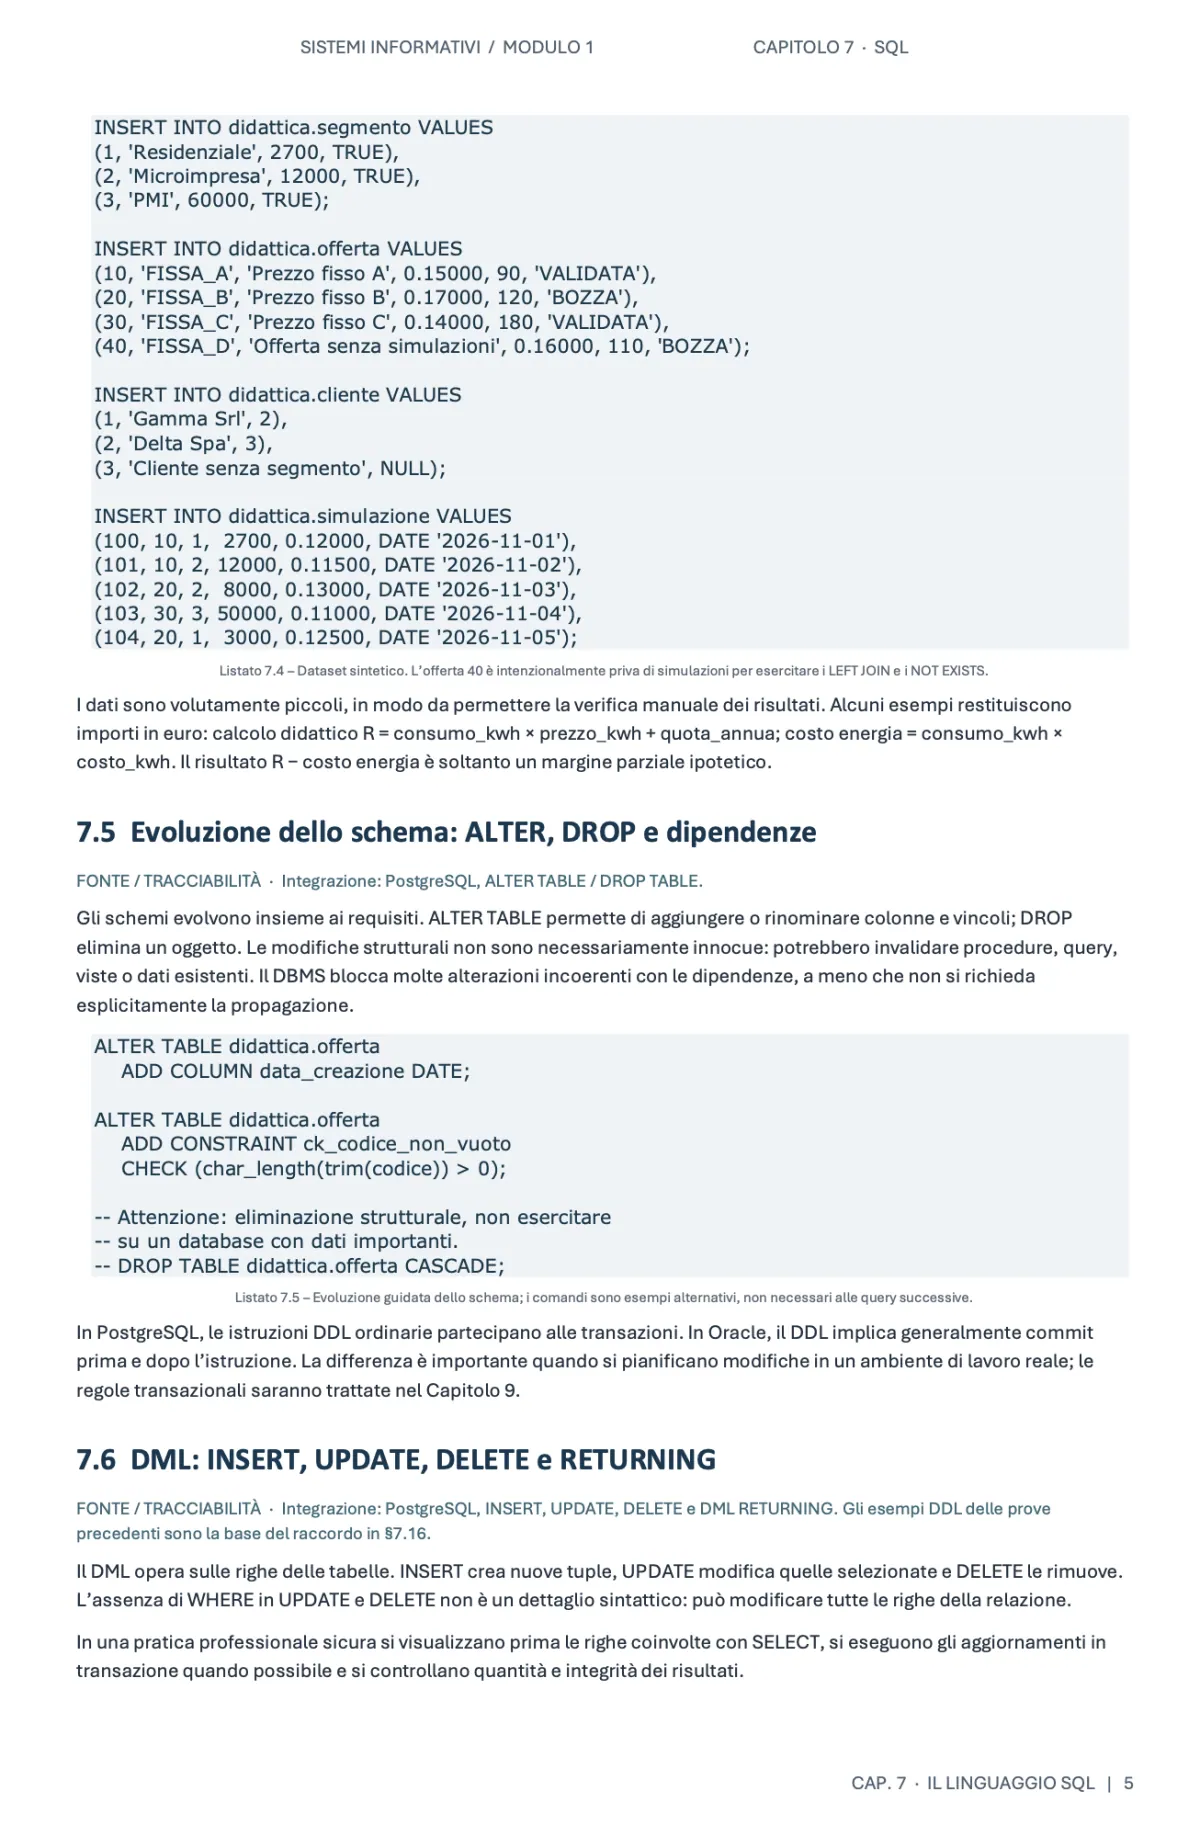 SISTEMI INFORMATIVI / MODULO 1 CAPITOLO 7 · SQL
INSERT INTO didattica.segmento VALUES
(1, 'Residenziale', 2700, TRUE),
(2, 'Microimpresa', 12000, TRUE),
(3, 'PMI', 60000, TRUE);
INSERT INTO didattica.offerta VALUES
(10, 'FISSA_A', 'Prezzo fisso A', 0.15000, 90, 'VALIDATA'),
(20, 'FISSA_B', 'Prezzo fisso B', 0.17000, 120, 'BOZZA'),
(30, 'FISSA_C', 'Prezzo fisso C', 0.14000, 180, 'VALIDATA'),
(40, 'FISSA_D', 'Offerta senza simulazioni', 0.16000, 110, 'BOZZA');
INSERT INTO didattica.cliente VALUES
(1, 'Gamma Srl', 2),
(2, 'Delta Spa', 3),
(3, 'Cliente senza segmento', NULL);
INSERT INTO didattica.simulazione VALUES
(100, 10, 1,  2700, 0.12000, DATE '2026-11-01'),
(101, 10, 2, 12000, 0.11500, DATE '2026-11-02'),
(102, 20, 2,  8000, 0.13000, DATE '2026-11-03'),
(103, 30, 3, 50000, 0.11000, DATE '2026-11-04'),
(104, 20, 1,  3000, 0.12500, DATE '2026-11-05');
Listato 7.4 – Dataset sintetico. L’offerta 40 è intenzionalmente priva di simulazioni per esercitare i LEFT JOIN e i NOT EXISTS.
I dati sono volutamente piccoli, in modo da permettere la verifica manuale dei risultati. Alcuni esempi restituiscono
importi in euro: calcolo didattico R = consumo_kwh × prezzo_kwh + quota_annua; costo energia = consumo_kwh ×
costo_kwh. Il risultato R − costo energia è soltanto un margine parziale ipotetico.
7.5 Evoluzione dello schema: ALTER, DROP e dipendenze
FONTE / TRACCIABILITÀ · Integrazione: PostgreSQL, ALTER TABLE / DROP TABLE.
Gli schemi evolvono insieme ai requisiti. ALTER TABLE permette di aggiungere o rinominare colonne e vincoli; DROP
elimina un oggetto. Le modifiche strutturali non sono necessariamente innocue: potrebbero invalidare procedure, query,
viste o dati esistenti. Il DBMS blocca molte alterazioni incoerenti con le dipendenze, a meno che non si richieda
esplicitamente la propagazione.
ALTER TABLE didattica.offerta
ADD COLUMN data_creazione DATE;
ALTER TABLE didattica.offerta
ADD CONSTRAINT ck_codice_non_vuoto
CHECK (char_length(trim(codice)) > 0);
-- Attenzione: eliminazione strutturale, non esercitare
-- su un database con dati importanti.
-- DROP TABLE didattica.offerta CASCADE;
Listato 7.5 – Evoluzione guidata dello schema; i comandi sono esempi alternativi, non necessari alle query successive.
In PostgreSQL, le istruzioni DDL ordinarie partecipano alle transazioni. In Oracle, il DDL implica generalmente commit
prima e dopo l’istruzione. La differenza è importante quando si pianificano modifiche in un ambiente di lavoro reale; le
regole transazionali saranno trattate nel Capitolo 9.
7.6 DML: INSERT, UPDATE, DELETE e RETURNING
FONTE / TRACCIABILITÀ · Integrazione: PostgreSQL, INSERT, UPDATE, DELETE e DML RETURNING. Gli esempi DDL delle prove
precedenti sono la base del raccordo in §7.16.
Il DML opera sulle righe delle tabelle. INSERT crea nuove tuple, UPDATE modifica quelle selezionate e DELETE le rimuove.
L’assenza di WHERE in UPDATE e DELETE non è un dettaglio sintattico: può modificare tutte le righe della relazione.
In una pratica professionale sicura si visualizzano prima le righe coinvolte con SELECT, si eseguono gli aggiornamenti in
transazione quando possibile e si controllano quantità e integrità dei risultati.
CAP. 7 · IL LINGUAGGIO SQL | 5